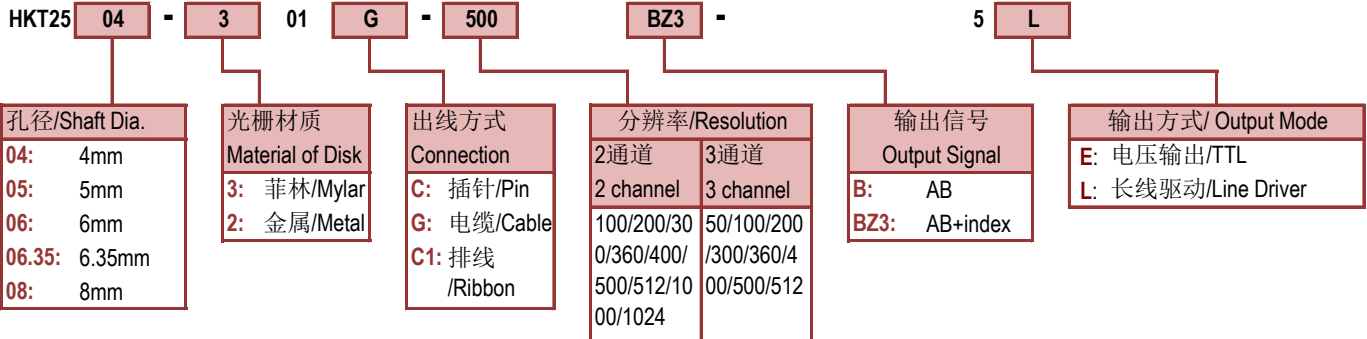 HKT25 04 - 3 01 G - 500 BZ3 - 5 L
孔径/Shaft Dia.
04: 4mm
05: 5mm
06: 6mm
06.35: 6.35mm
08: 8mm
光栅材质
Material of Disk
3: 菲林/Mylar
2: 金属/Metal
出线方式
Connection
C: 插针/Pin
G: 电缆/Cable
C1: 排线
/Ribbon
分辨率/Resolution
2通道
2 channel
100/200/30
0/360/400/
500/512/10
00/1024
3通道
3 channel
50/100/200
/300/360/4
00/500/512
输出信号
Output Signal
B: AB
BZ3: AB+index
输出方式/ Output Mode
E: 电压输出/TTL
L: 长线驱动/Line Driver